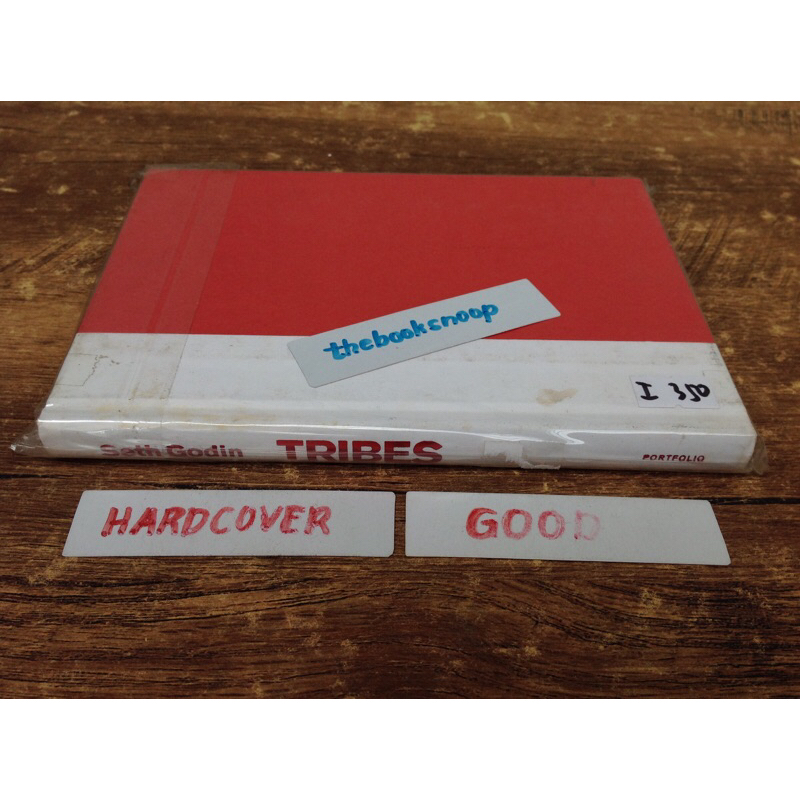 thebooksnoop
I 350
Seth Godin TRIBES PORTFOLIO
HARDCOVER GOOD